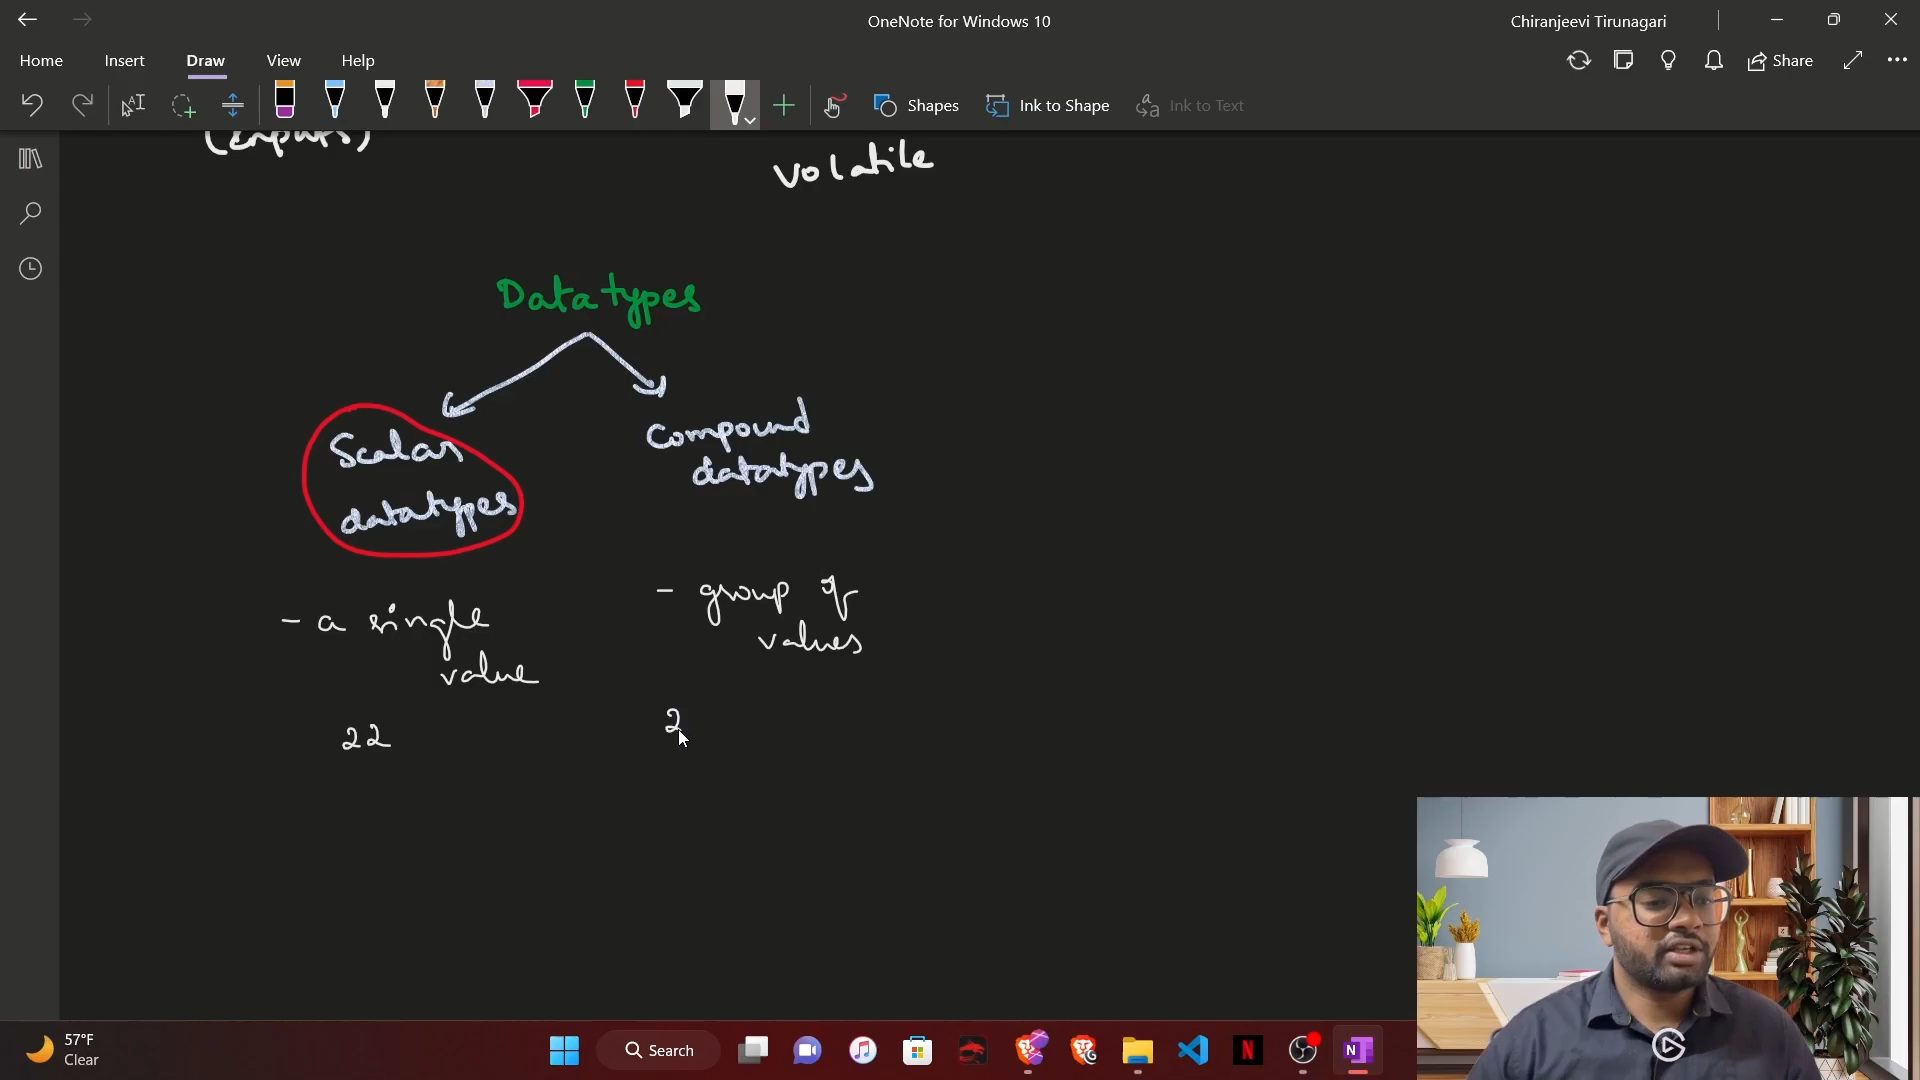 OneNote for Windows 10
Chiranjeevi Tirunagari
Home Insert Draw View Help
Share
Shapes Ink to Shape Ink to Text
(Inputs)
volatile
Datatypes
Scalar
datatypes
Compound
datatypes
- a single
value
- group of
values
22
2
57°F
Clear
Search
N
N